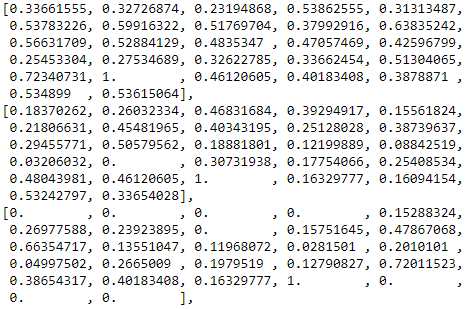 [0.33661555, 0.32726874, 0.23194868, 0.53862555, 0.31313487,
0.53783226, 0.59916322, 0.51769704, 0.37992916, 0.63835242,
0.56631709, 0.52884129, 0.4835347 , 0.47057469, 0.42596799,
0.25453304, 0.27534689, 0.32622785, 0.33662454, 0.51304065,
0.72340731, 1.        , 0.46120605, 0.40183408, 0.3878871 ,
0.534899  , 0.53615064],
[0.18370262, 0.26032334, 0.46831684, 0.39294917, 0.15561824,
0.21806631, 0.45481965, 0.40343195, 0.25128028, 0.38739637,
0.29455771, 0.50579562, 0.18881801, 0.12199889, 0.08842519,
0.03206032, 0.        , 0.30731938, 0.17754066, 0.25408534,
0.48043981, 0.46120605, 1.        , 0.16329777, 0.16094154,
0.53242797, 0.33654028],
[0.        , 0.        , 0.        , 0.        , 0.15288324,
0.26977588, 0.23923895, 0.        , 0.15751645, 0.47867068,
0.66354717, 0.13551047, 0.11968072, 0.0281501 , 0.2010101 ,
0.04997502, 0.2665009 , 0.1979519 , 0.12790827, 0.72011523,
0.38654317, 0.40183408, 0.16329777, 1.        , 0.        ,
0.        , 0.        ],